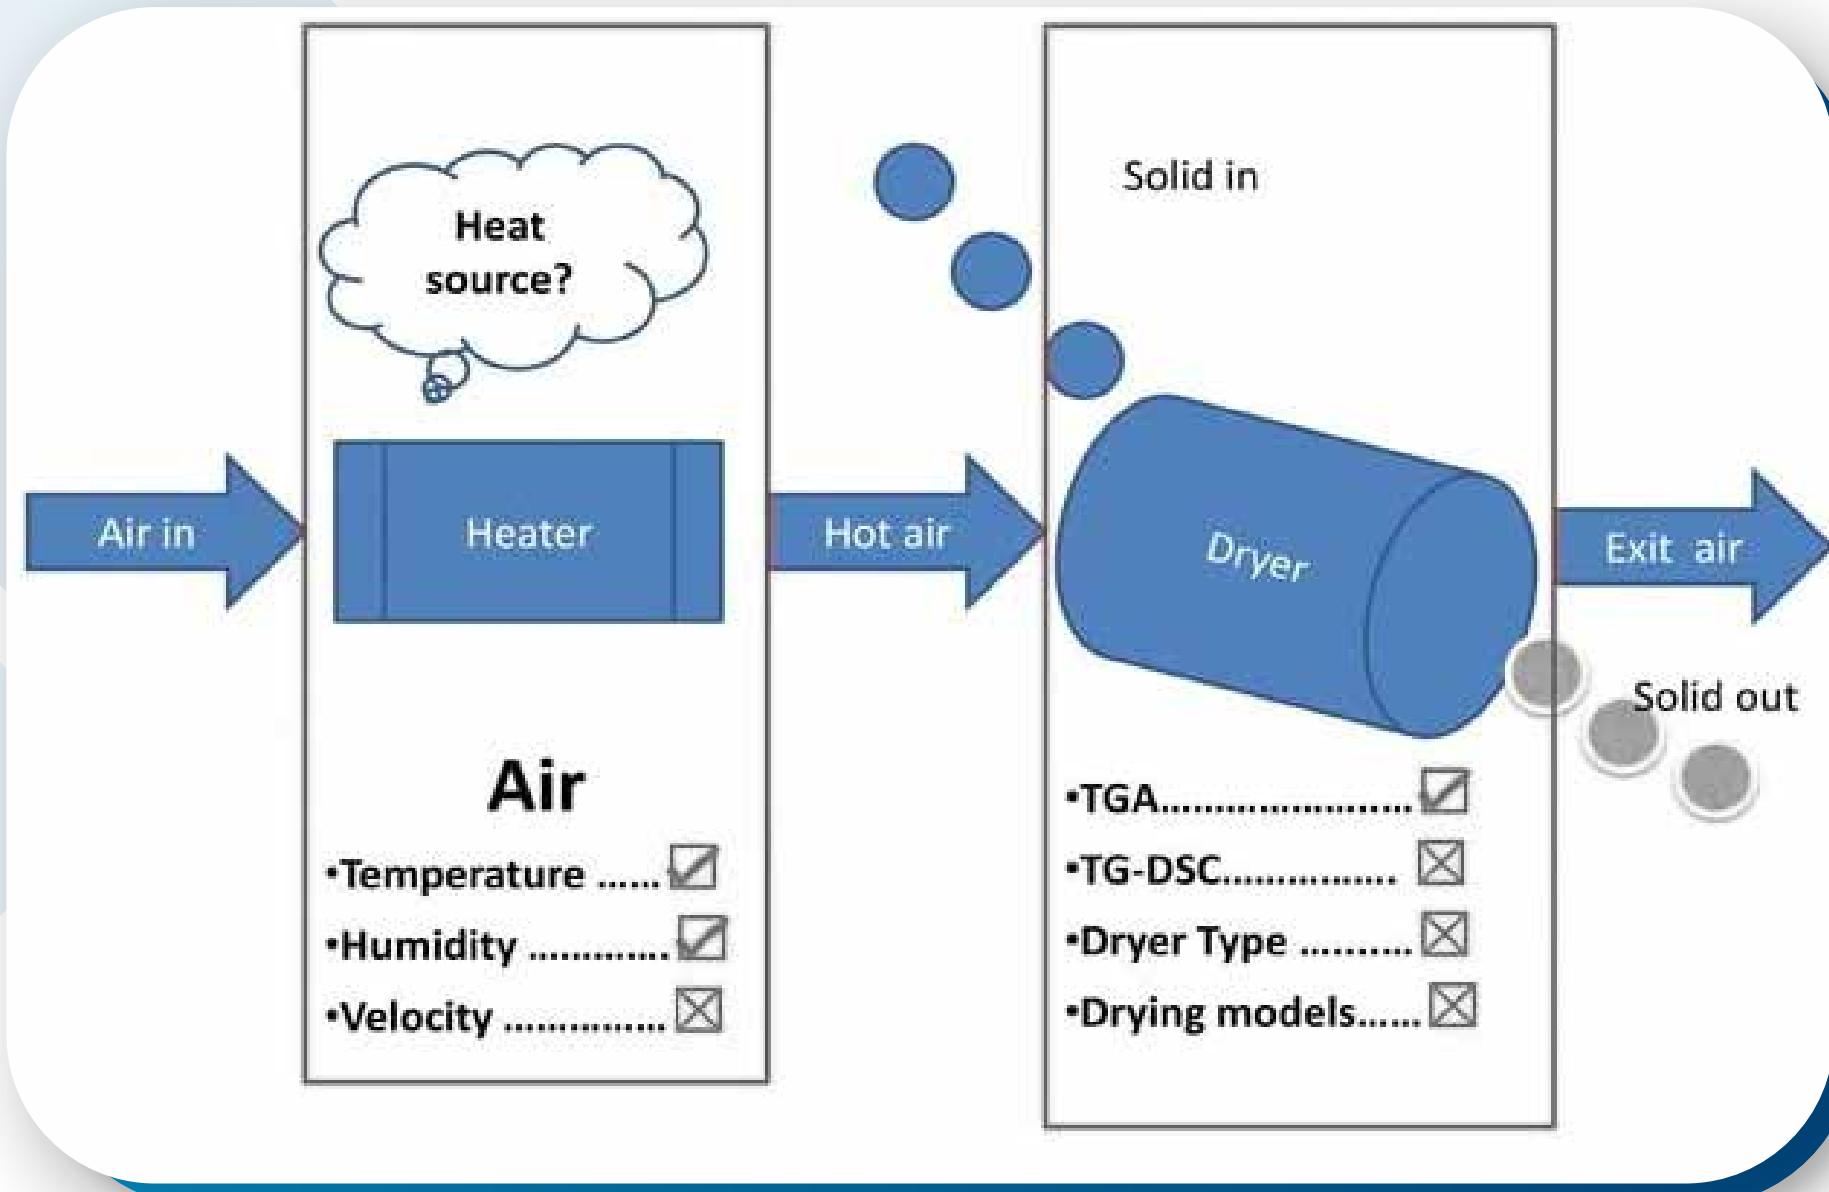 Heat
source?
Air in
Heater
Hot air
Solid in
Dryer
Exit air
Solid out
Air
•Temperature ......
•Humidity .............
•Velocity ...............
•TGA.......................
•TG-DSC................
•Dryer Type ..........
•Drying models......